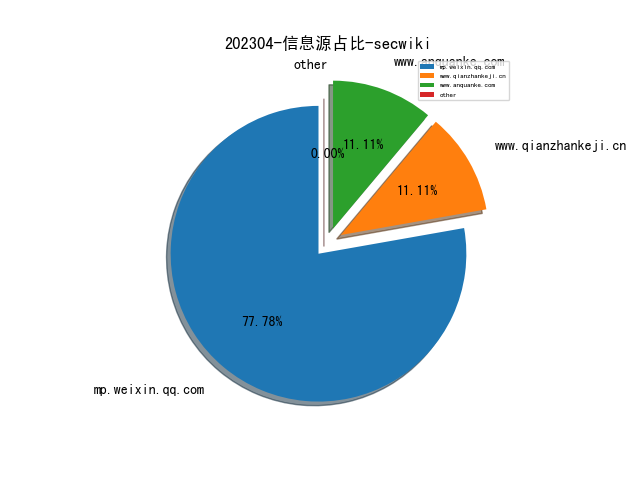 202304-信息源占比-secwiki
other
www.anquanke.com
mp.weixin.qq.com
www.qianzhankeji.cn
www.anquanke.com
other
11.11%
0.00%
www.qianzhankeji.cn
11.11%
77.78%
mp.weixin.qq.com